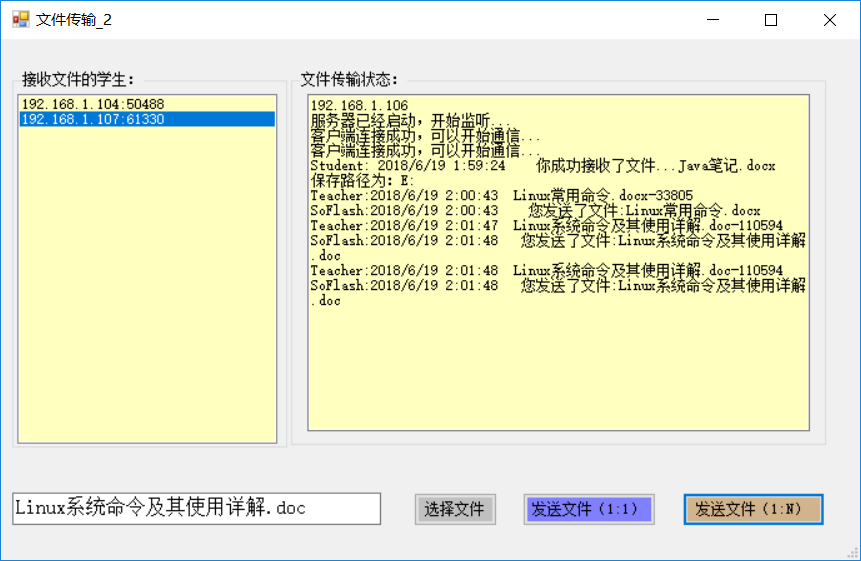 文件传输_2
接收文件的学生：
192.168.1.104:50488
192.168.1.107:61330
文件传输状态：
192.168.1.106
服务器已经启动，开始监听...
客户端连接成功，可以开始通信...
客户端连接成功，可以开始通信...
Student: 2018/6/19 1:59:24    你成功接收了文件...Java笔记.docx
保存路径为：E:
Teacher:2018/6/19 2:00:43  Linux常用命令.docx-33805
SoFlash:2018/6/19 2:00:43    您发送了文件:Linux常用命令.docx
Teacher:2018/6/19 2:01:47  Linux系统命令及其使用详解.doc-110594
SoFlash:2018/6/19 2:01:48   您发送了文件:Linux系统命令及其使用详解
.doc
Teacher:2018/6/19 2:01:48  Linux系统命令及其使用详解.doc-110594
SoFlash:2018/6/19 2:01:48   您发送了文件:Linux系统命令及其使用详解
.doc
Linux系统命令及其使用详解.doc
选择文件
发送文件（1:1）
发送文件（1:N）